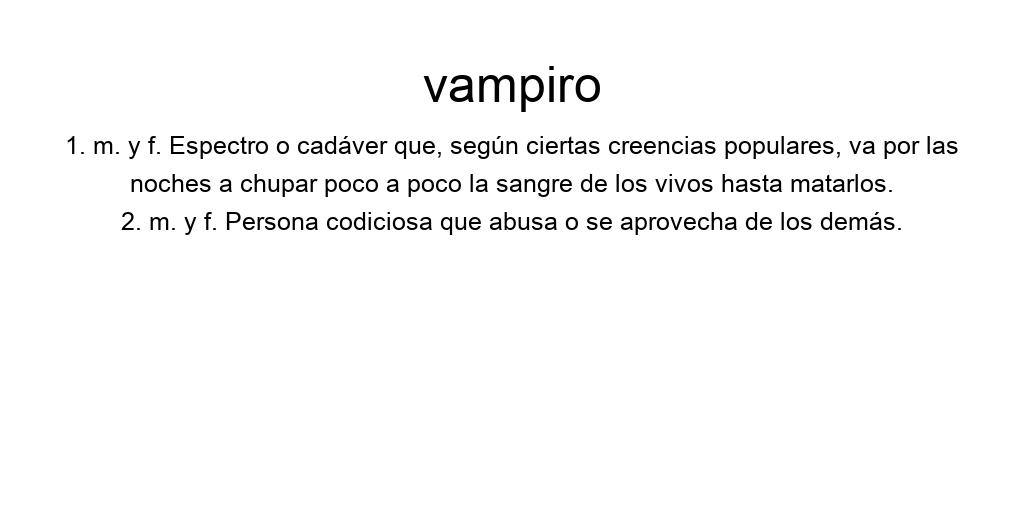 vampiro
1. m. y f. Espectro o cadáver que, según ciertas creencias populares, va por las
noches a chupar poco a poco la sangre de los vivos hasta matarlos.
2. m. y f. Persona codiciosa que abusa o se aprovecha de los demás.